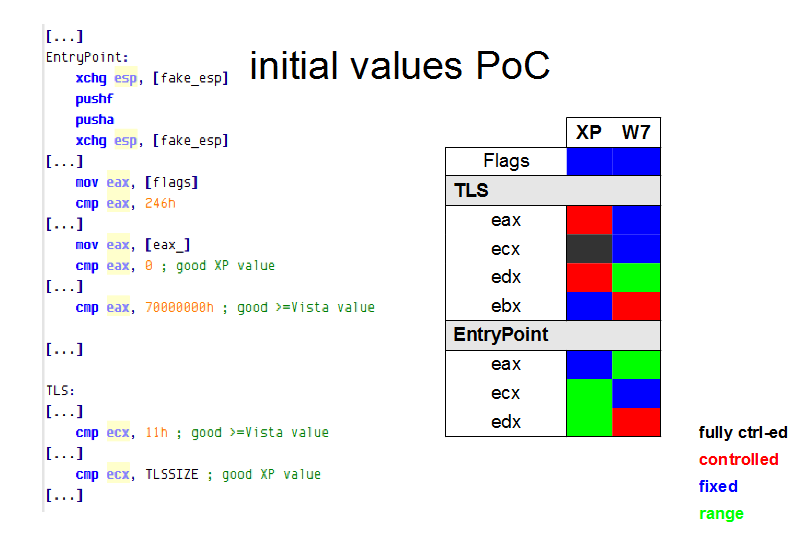 initial values PoC
[...]
EntryPoint:
xchg esp, [fake_esp]
pushf
pusha
xchg esp, [fake_esp]
[...]
mov eax, [flags]
cmp eax, 246h
[...]
mov eax, [eax_]
cmp eax, 0 ; good XP value
[...]
cmp eax, 70000000h ; good >=Vista value
[...]
TLS:
[...]
cmp ecx, 11h ; good >=Vista value
[...]
cmp ecx, TLSSIZE ; good XP value
[...]
XP W7
Flags
TLS
eax
ecx
edx
ebx
EntryPoint
eax
ecx
edx
fully ctrl-ed
controlled
fixed
range